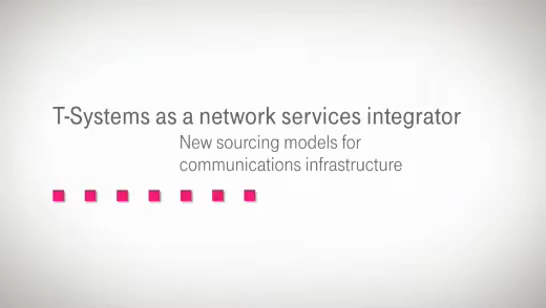 T-Systems as a network services integrator
New sourcing models for
communications infrastructure